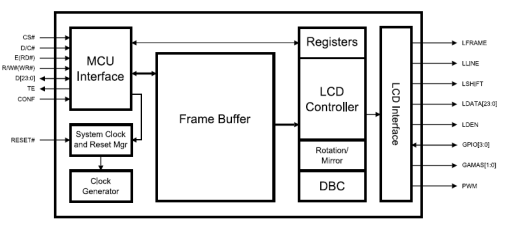 CS#
D/C#
E(RD#)
R/W#(WR#)
D[23:0]
TE
CONF
RESET#
MCU
Interface
System Clock
and Reset Mgr
Clock
Generator
Frame Buffer
Registers
LCD
Controller
Rotation/
Mirror
DBC
LCD Interface
LFRAME
LLINE
LSHIFT
LDATA[23:0]
LDEN
GPIO[3:0]
GAMAS[1:0]
PWM